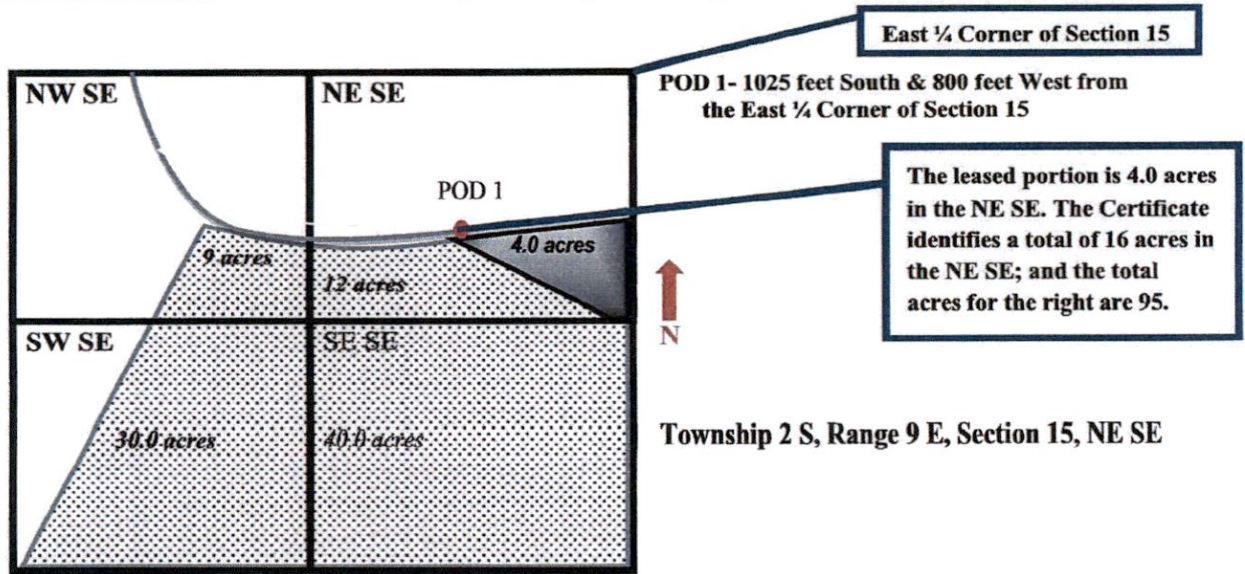 East ¼ Corner of Section 15
NW SE
NE SE
POD 1- 1025 feet South & 800 feet West from
the East ¼ Corner of Section 15
POD 1
The leased portion is 4.0 acres
in the NE SE. The Certificate
identifies a total of 16 acres in
the NE SE; and the total
acres for the right are 95.
4.0 acres
9 acres
12 acres
N
SW SE
SE SE
30.0 acres
40.0 acres
Township 2 S, Range 9 E, Section 15, NE SE